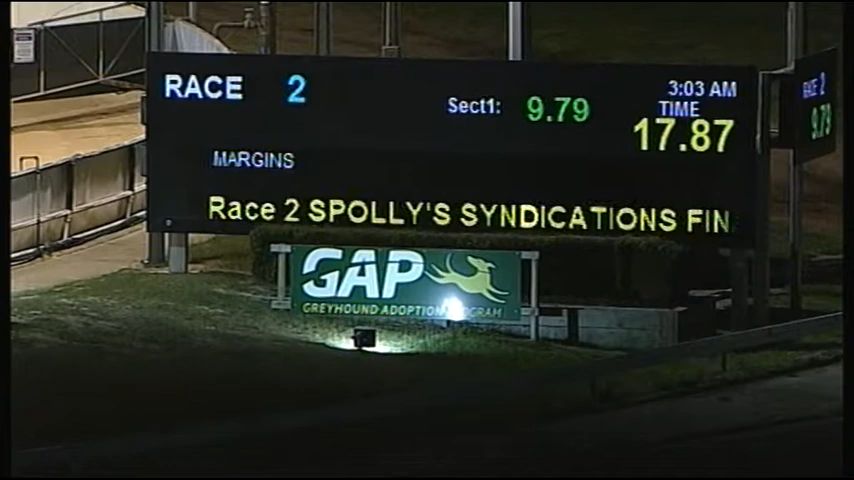 RACE 2
Sect1: 9.79
3:03 AM
TIME
17.87
MARGINS
Race 2 SPOLLY'S SYNDICATIONS FIN
RACE 2
9.79
GAP
GREYHOUND ADOPTION PROGRAM